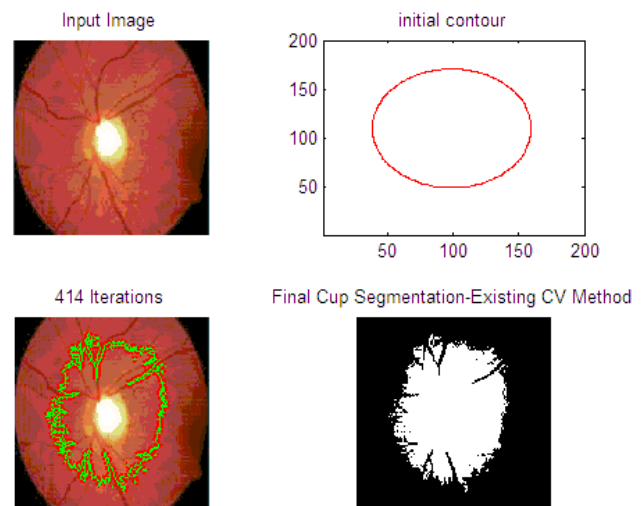 Input Image
initial contour
200
150
100
50
50 100 150 200
414 Iterations
Final Cup Segmentation-Existing CV Method